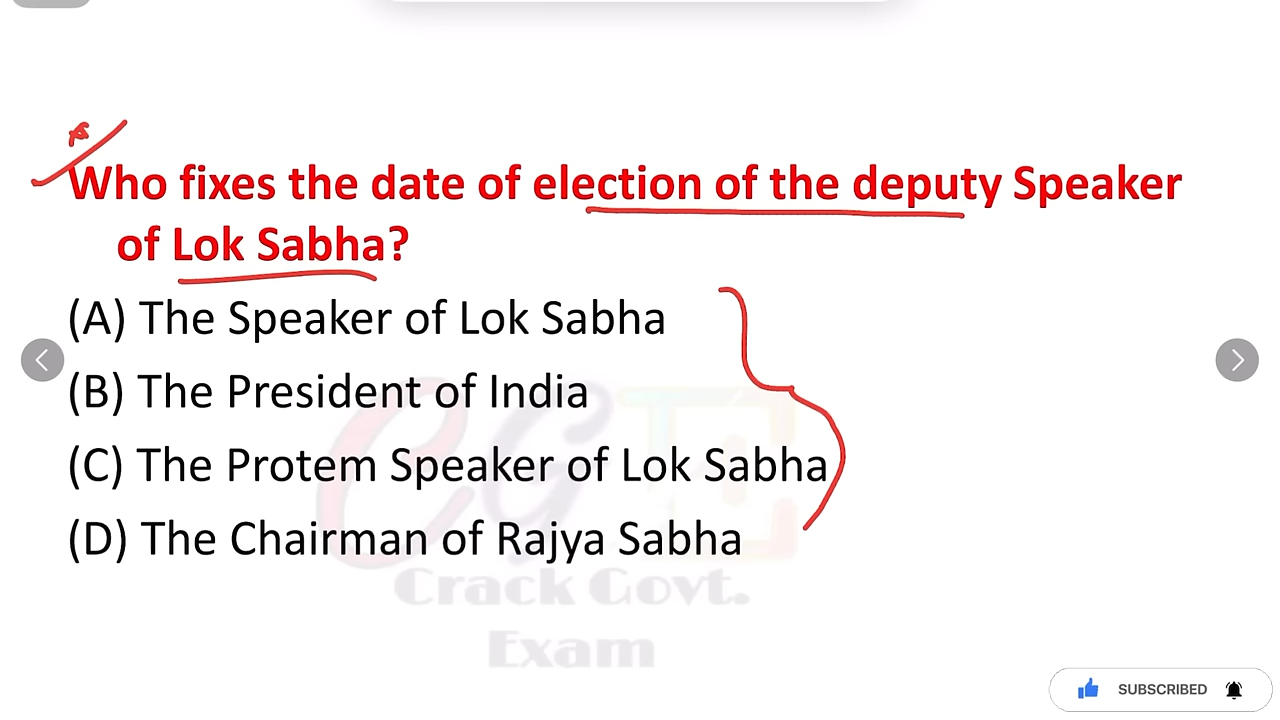 Who fixes the date of election of the deputy Speaker
of Lok Sabha?
(A) The Speaker of Lok Sabha
(B) The President of India
(C) The Protem Speaker of Lok Sabha
(D) The Chairman of Rajya Sabha
CGE
Crack Govt.
Exam
SUBSCRIBED